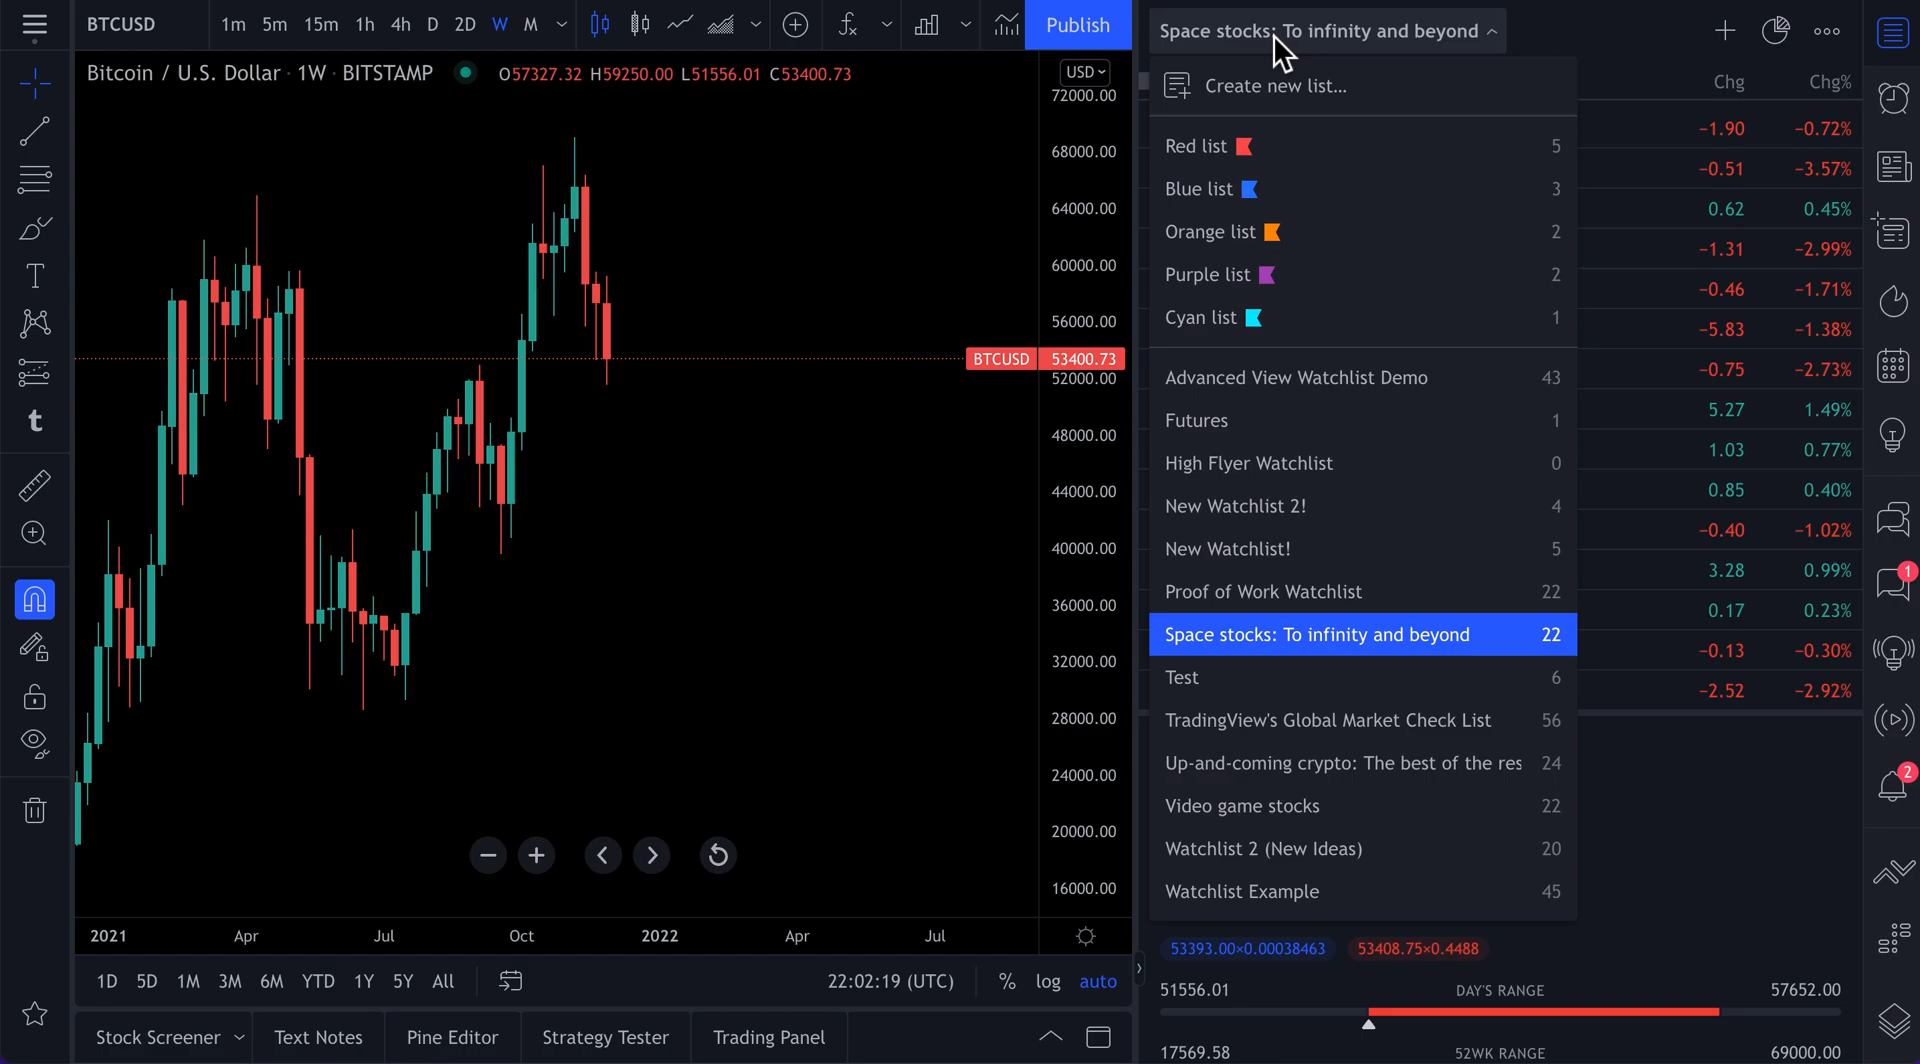 BTCUSD
1m 5m 15m 1h 4h D 2D W M
Publish
Bitcoin / U.S. Dollar · 1W · BITSTAMP
O57327.32 H59250.00 L51556.01 C53400.73
USD
72000.00
68000.00
64000.00
60000.00
56000.00
BTCUSD 53400.73
52000.00
48000.00
44000.00
40000.00
36000.00
32000.00
28000.00
24000.00
20000.00
16000.00
2021 Apr Jul Oct 2022 Apr Jul
1D 5D 1M 3M 6M YTD 1Y 5Y All
22:02:19 (UTC)
% log auto
Stock Screener
Text Notes
Pine Editor
Strategy Tester
Trading Panel
Space stocks: To infinity and beyond
Create new list...
Red list 5
Blue list 3
Orange list 2
Purple list 2
Cyan list 1
Advanced View Watchlist Demo 43
Futures 1
High Flyer Watchlist 0
New Watchlist 2! 4
New Watchlist! 5
Proof of Work Watchlist 22
Space stocks: To infinity and beyond 22
Test 6
TradingView's Global Market Check List 56
Up-and-coming crypto: The best of the res 24
Video game stocks 22
Watchlist 2 (New Ideas) 20
Watchlist Example 45
Chg Chg%
−1.90 −0.72%
−0.51 −3.57%
0.62 0.45%
−1.31 −2.99%
−0.46 −1.71%
−5.83 −1.38%
−0.75 −2.73%
5.27 1.49%
1.03 0.77%
0.85 0.40%
−0.40 −1.02%
3.28 0.99%
0.17 0.23%
−0.13 −0.30%
−2.52 −2.92%
53393.00×0.00038463 53408.75×0.4488
51556.01 DAY'S RANGE 57652.00
17569.58 52WK RANGE 69000.00
1
2